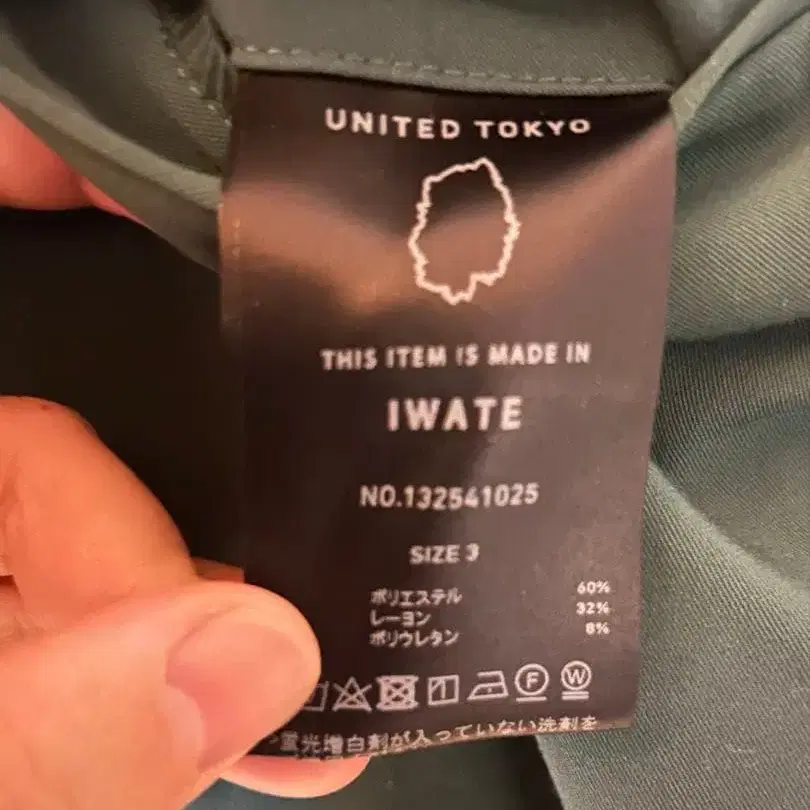 UNITED TOKYO
THIS ITEM IS MADE IN
IWATE
NO.132541025
SIZE 3
ポリエステル 60%
レーヨン 32%
ポリウレタン 8%
F W
蛍光増白剤が入っていない洗剤を